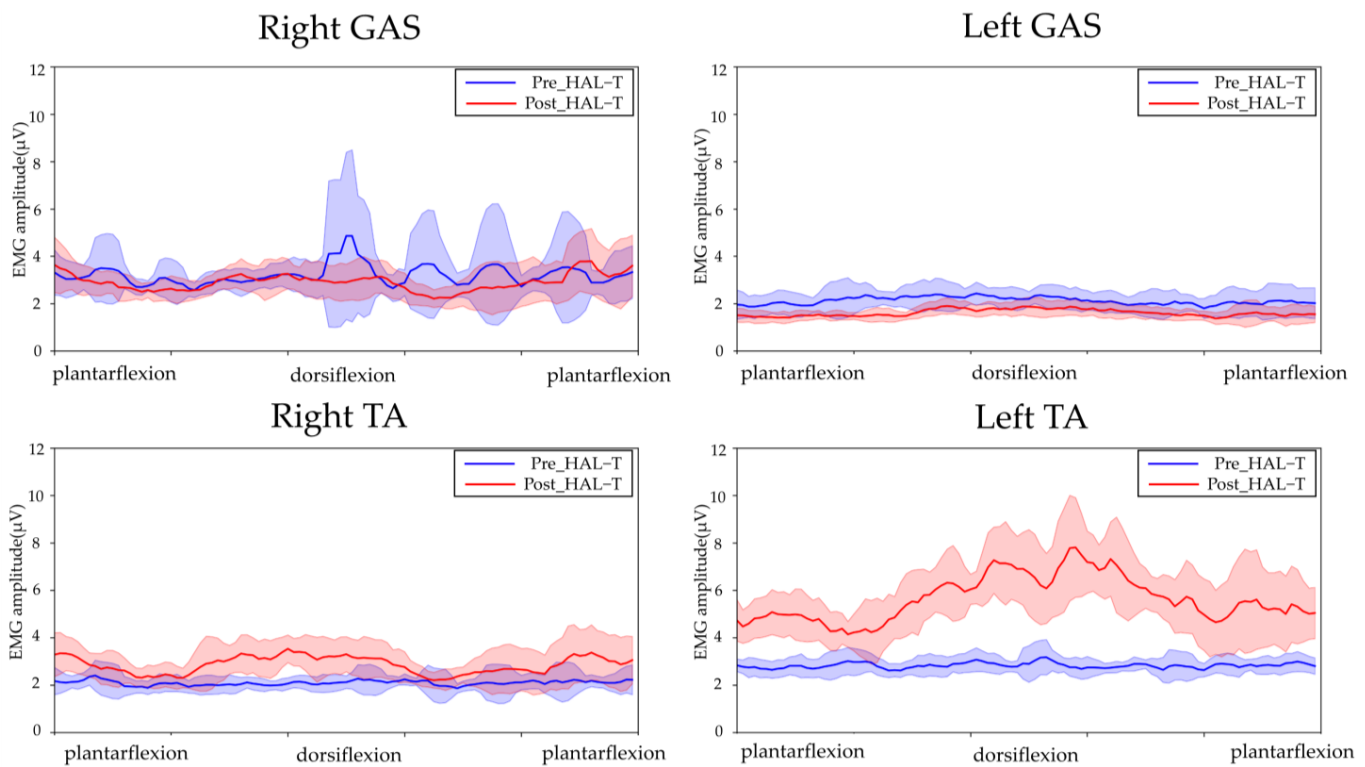 Right GAS
12
10
8
6
4
2
0
EMG amplitude(μV)
Pre_HAL−T
Post_HAL−T
plantarflexion dorsiflexion plantarflexion
Left GAS
12
10
8
6
4
2
0
EMG amplitude(μV)
Pre_HAL−T
Post_HAL−T
plantarflexion dorsiflexion plantarflexion
Right TA
12
10
8
6
4
2
0
EMG amplitude(μV)
Pre_HAL−T
Post_HAL−T
plantarflexion dorsiflexion plantarflexion
Left TA
12
10
8
6
4
2
0
EMG amplitude(μV)
Pre_HAL−T
Post_HAL−T
plantarflexion dorsiflexion plantarflexion